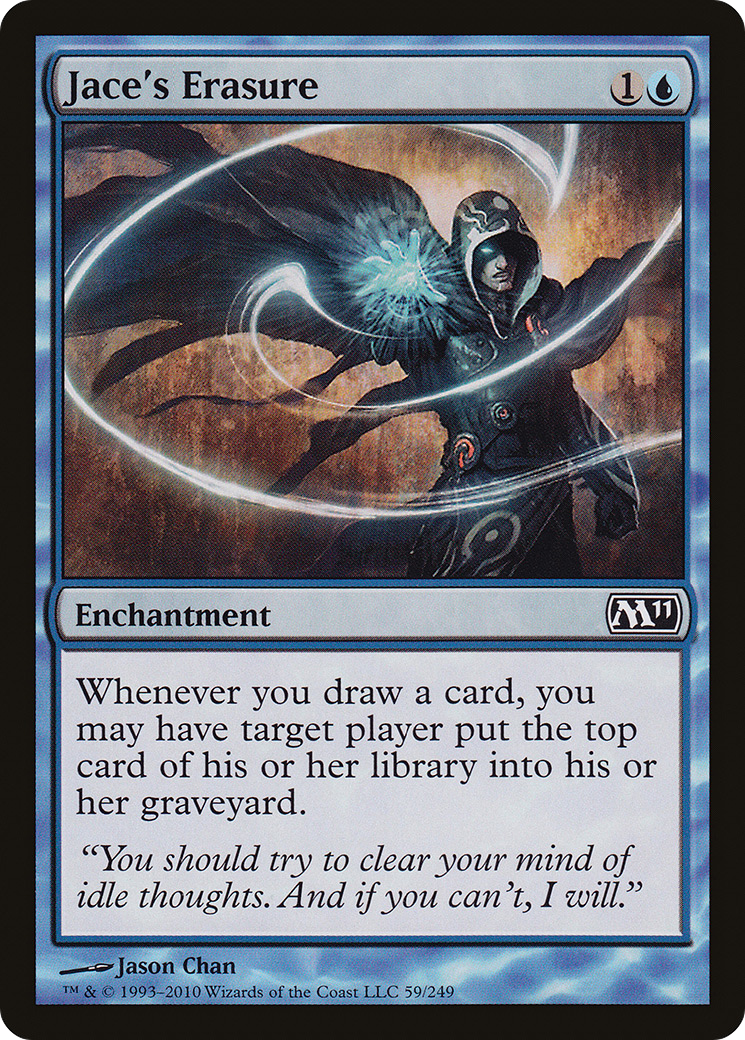 Jace's Erasure 1
Enchantment M11
Whenever you draw a card, you
may have target player put the top
card of his or her library into his or
her graveyard.
“You should try to clear your mind of
idle thoughts. And if you can't, I will.”
Jason Chan
™ & © 1993–2010 Wizards of the Coast LLC 59/249